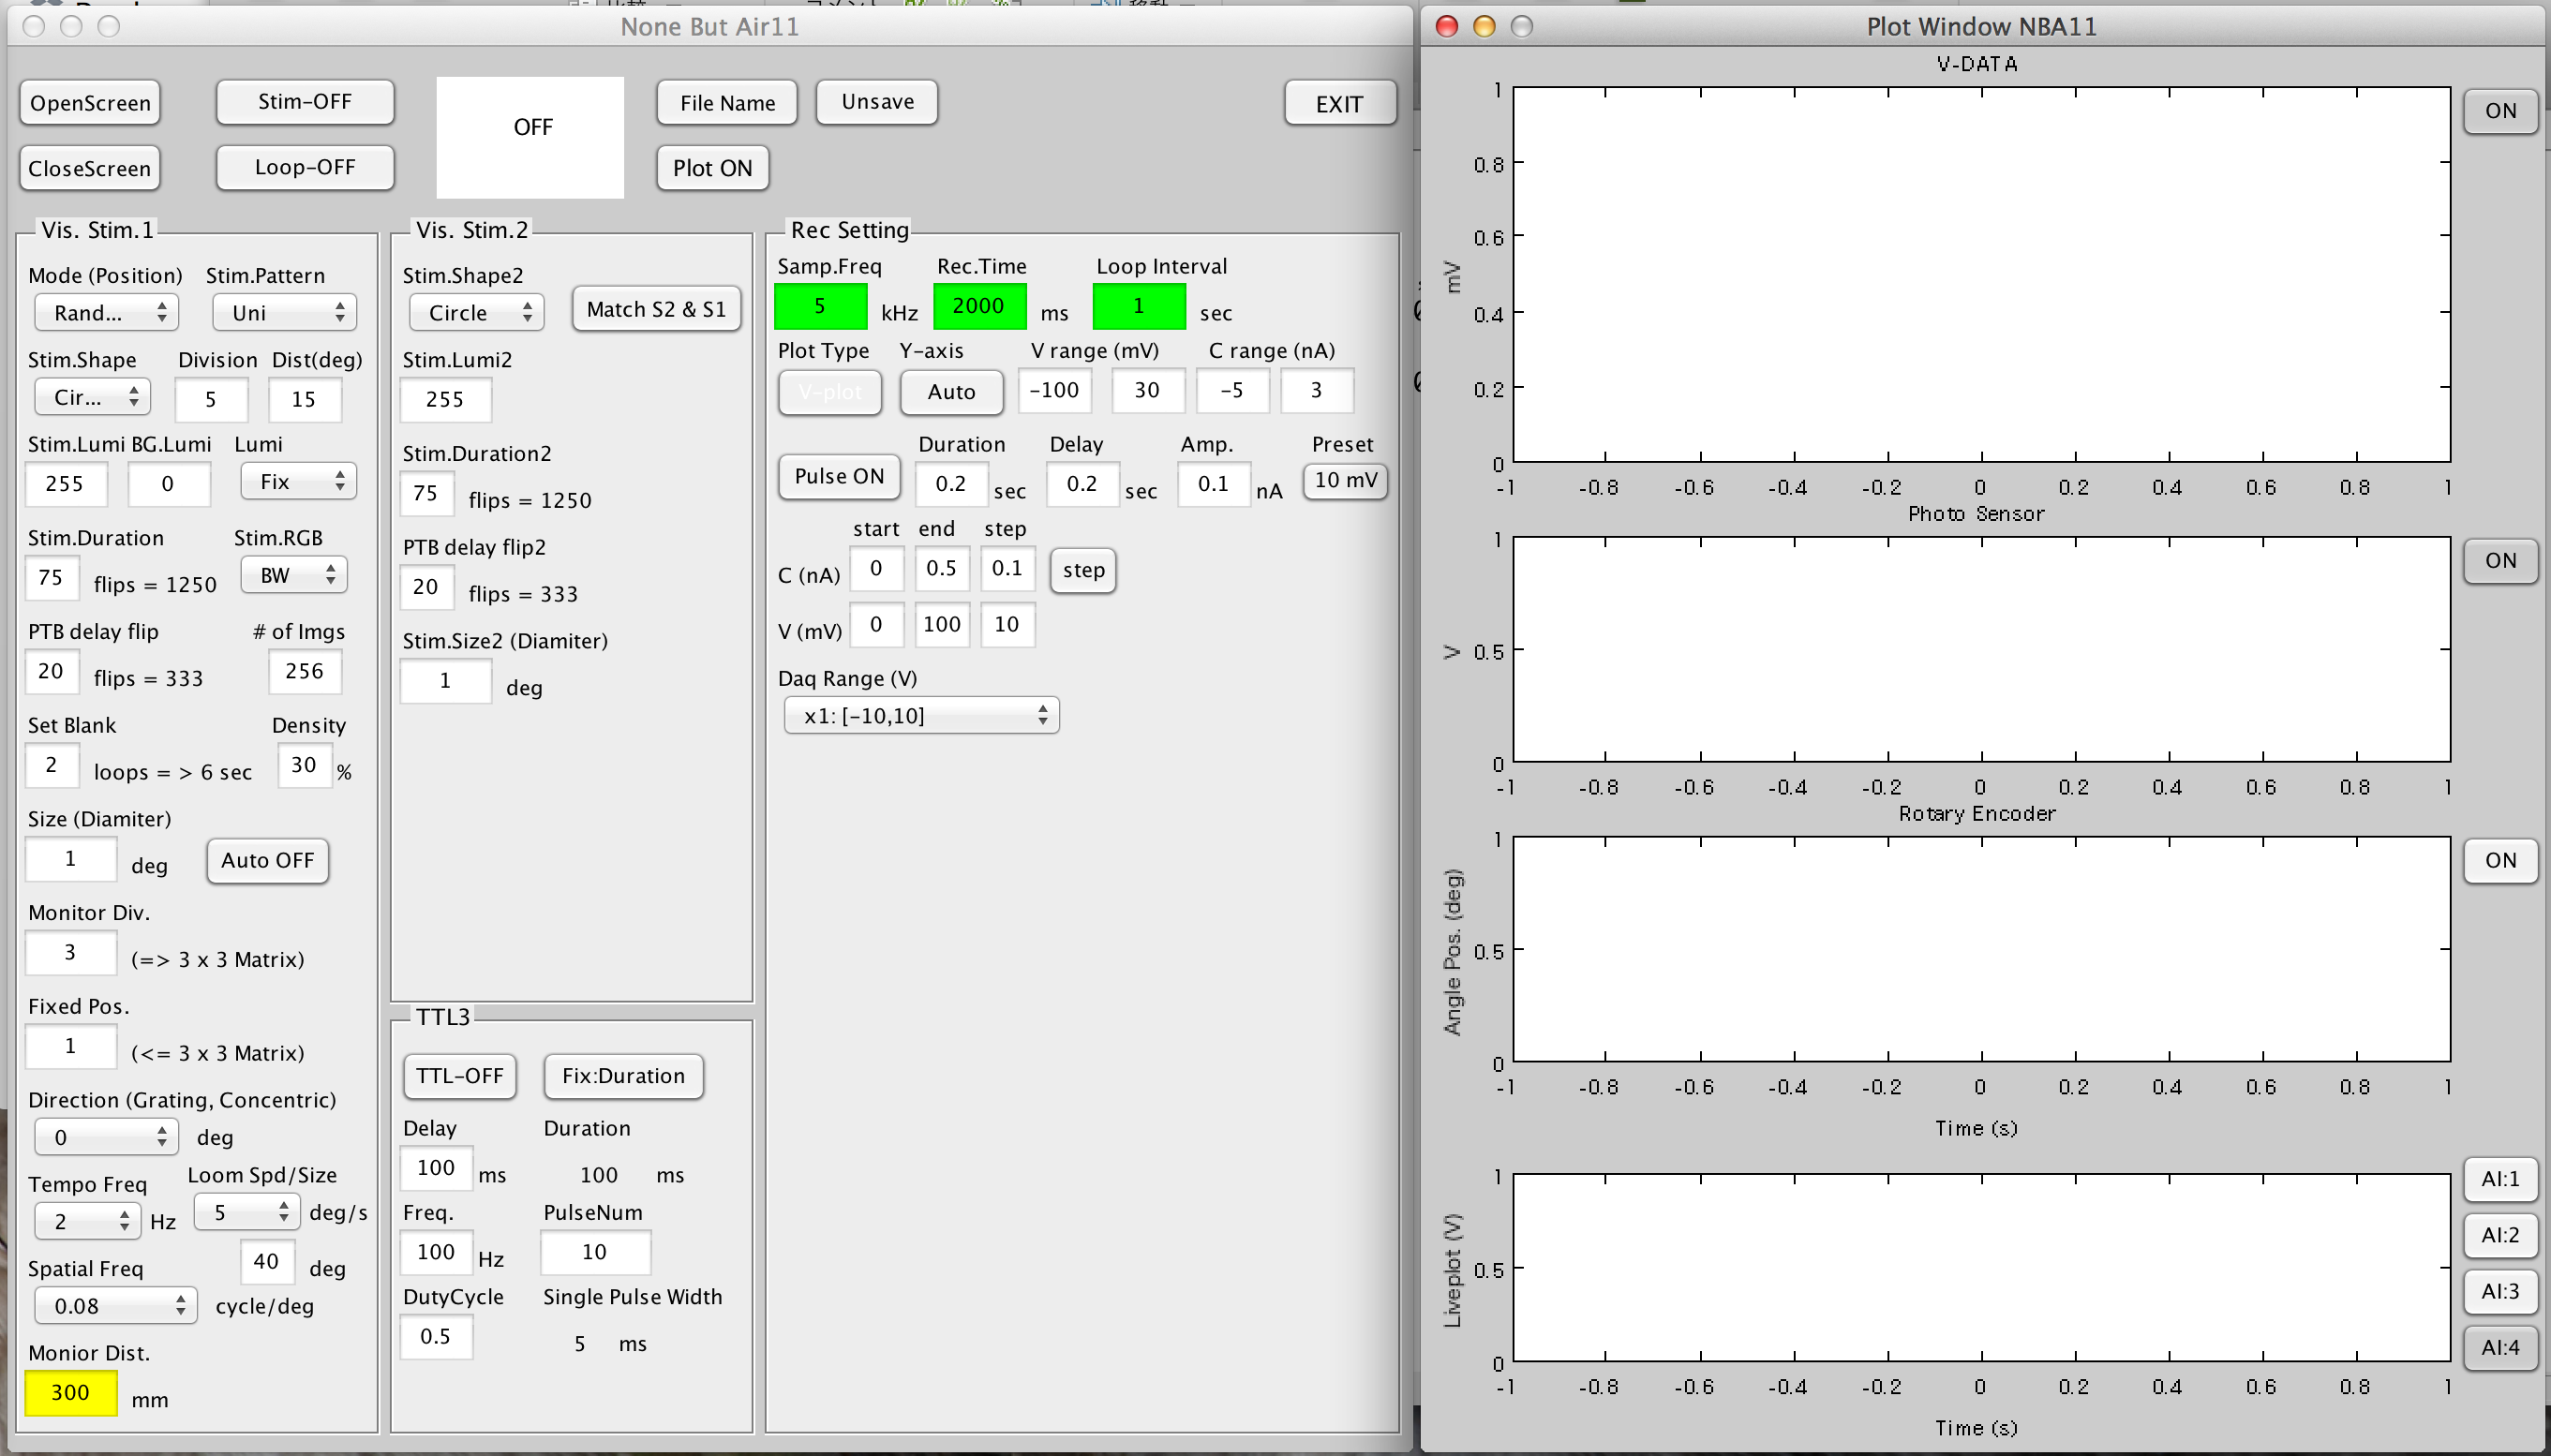 None But Air11
OpenScreen
Stim-OFF
OFF
File Name
Unsave
EXIT
CloseScreen
Loop-OFF
Plot ON
Vis. Stim.1
Mode (Position) Stim.Pattern
Rand... Uni
Stim.Shape Division Dist(deg)
Cir... 5 15
Stim.Lumi BG.Lumi Lumi
255 0 Fix
Stim.Duration Stim.RGB
75 flips = 1250 BW
PTB delay flip # of Imgs
20 flips = 333 256
Set Blank Density
2 loops = > 6 sec 30 %
Size (Diamiter)
1 deg Auto OFF
Monitor Div.
3 (=> 3 x 3 Matrix)
Fixed Pos.
1 (<= 3 x 3 Matrix)
Direction (Grating, Concentric)
0 deg
Tempo Freq Loom Spd/Size
2 Hz 5 deg/s
40 deg
Spatial Freq
0.08 cycle/deg
Monior Dist.
300 mm
Vis. Stim.2
Stim.Shape2
Circle Match S2 & S1
Stim.Lumi2
255
Stim.Duration2
75 flips = 1250
PTB delay flip2
20 flips = 333
Stim.Size2 (Diamiter)
1 deg
TTL3
TTL-OFF Fix:Duration
Delay Duration
100 ms 100 ms
Freq. PulseNum
100 Hz 10
DutyCycle Single Pulse Width
0.5 5 ms
Rec Setting
Samp.Freq Rec.Time Loop Interval
5 kHz 2000 ms 1 sec
Plot Type Y-axis V range (mV) C range (nA)
V-plot Auto -100 30 -5 3
Duration Delay Amp. Preset
Pulse ON 0.2 sec 0.2 sec 0.1 nA 10 mV
start end step
C (nA) 0 0.5 0.1 step
V (mV) 0 100 10
Daq Range (V)
x1: [-10,10]
Plot Window NBA11
V-DATA
ON
mV
1
0.8
0.6
0.4
0.2
0
-1 -0.8 -0.6 -0.4 -0.2 0 0.2 0.4 0.6 0.8 1
Photo Sensor
ON
V
1
0.5
0
-1 -0.8 -0.6 -0.4 -0.2 0 0.2 0.4 0.6 0.8 1
Rotary Encoder
ON
Angle Pos. (deg)
1
0.5
0
-1 -0.8 -0.6 -0.4 -0.2 0 0.2 0.4 0.6 0.8 1
Time (s)
Liveplot (V)
1
0.5
0
-1 -0.8 -0.6 -0.4 -0.2 0 0.2 0.4 0.6 0.8 1
Time (s)
AI:1
AI:2
AI:3
AI:4